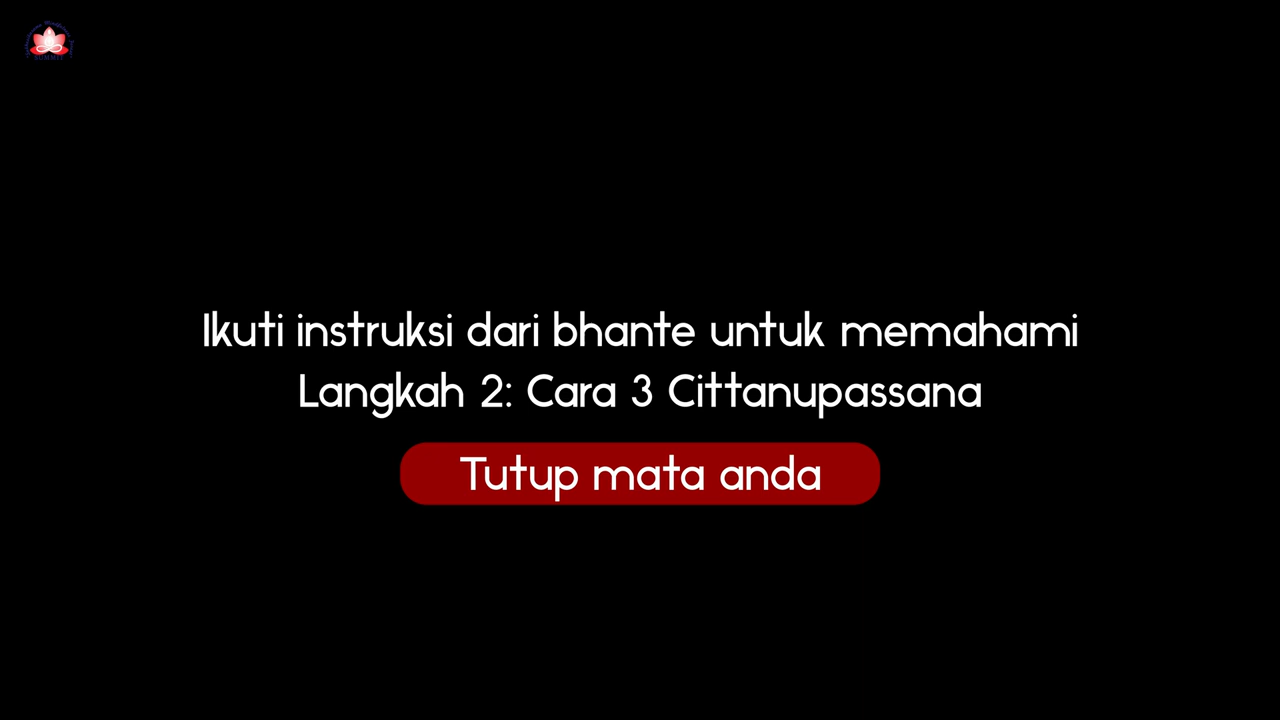 Ikuti instruksi dari bhante untuk memahami
Langkah 2: Cara 3 Cittanupassana
Tutup mata anda